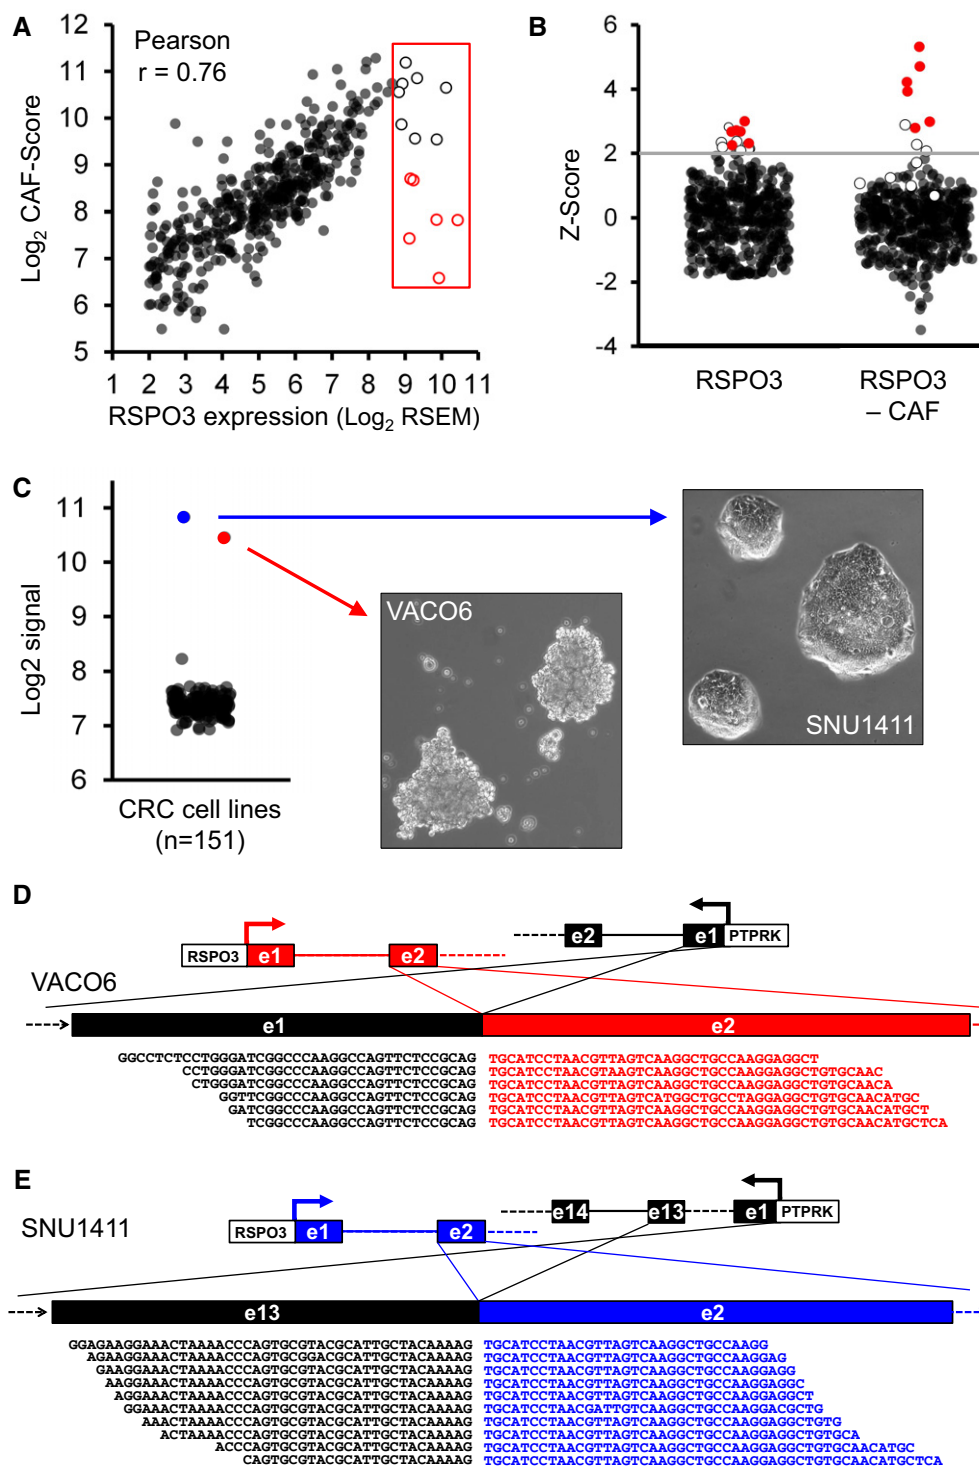 A
12
11
10
9
8
7
6
5
Log2 CAF-Score
Pearson
r = 0.76
1 2 3 4 5 6 7 8 9 10 11
RSPO3 expression (Log2 RSEM)
B
6
4
2
0
-2
-4
Z-Score
RSPO3
RSPO3
– CAF
C
11
10
9
8
7
6
Log2 signal
CRC cell lines
(n=151)
VACO6
SNU1411
D
RSPO3 e1 e2
e2 e1 PTPRK
VACO6
e1 e2
GGCCTCTCCTGGGATCGGCCCAAGGCCAGTTCTCCGCAG TGCATCCTAACGTTAGTCAAGGCTGCCAAGGAGGCT
CCTGGGATCGGCCCAAGGCCAGTTCTCCGCAG TGCATCCTAACGTAAGTCAAGGCTGCCAAGGAGGCTGTGCAAC
CTGGGATCGGCCCAAGGCCAGTTCTCCGCAG TGCATCCTAACGTTAGTCAAGGCTGCCAAGGAGGCTGTGCAACA
GGTTCGGCCCAAGGCCAGTTCTCCGCAG TGCATCCTAACGTTAGTCATGGCTGCCTAGGAGGCTGTGCAACATGC
GATCGGCCCAAGGCCAGTTCTCCGCAG TGCATCCTAACGTTAGTCAAGGCTGCCAAGGAGGCTGTGCAACATGCT
TCGGCCCAAGGCCAGTTCTCCGCAG TGCATCCTAACGTTAGTCAAGGCTGCCAAGGAGGCTGTGCAACATGCTCA
E
SNU1411
RSPO3 e1 e2
e14 e13 e1 PTPRK
e13 e2
GGAGAAGGAAACTAAAACCCAGTGCGTACGCATTGCTACAAAAG TGCATCCTAACGTTAGTCAAGGCTGCCAAGG
AGAAGGAAACTAAAACCCAGTGCGGACGCATTGCTACAAAAG TGCATCCTAACGTTAGTCAAGGCTGCCAAGGAG
GAAGGAAACTAAAACCCAGTGCGTACGCATTGCTACAAAAG TGCATCCTAACGTTAGTCAAGGCTGCCAAGGAGG
AAGGAAACTAAAACCCAGTGCGTACGCATTGCTACAAAAG TGCATCCTAACGTTAGTCAAGGCTGCCAAGGAGGC
AGGAAACTAAAACCCAGTGCGTACGCATTGCTACAAAAG TGCATCCTAACGTTAGTCAAGGCTGCCAAGGAGGCT
GGAAACTAAAACCCAGTGCGTACGCATTGCTACAAAAG TGCATCCTAACGATTGTCAAGGCTGCCAAGGACGCTG
AAACTAAAACCCAGTGCGTACGCATTGCTACAAAAG TGCATCCTAACGTTAGTCAAGGCTGCCAAGGAGGCTGTG
ACTAAAACCCAGTGCGTACGCATTGCTACAAAAG TGCATCCTAACGTTAGTCAAGGCTGCCAAGGAGGCTGTGCA
ACCCAGTGCGTACGCATTGCTACAAAAG TGCATCCTAACGTTAGTCAAGGCTGCCAAGGAGGCTGTGCAACATGC
CAGTGCGTACGCATTGCTACAAAAG TGCATCCTAACGTTAGTCAAGGCTGCCAAGGAGGCTGTGCAACATGCTCA